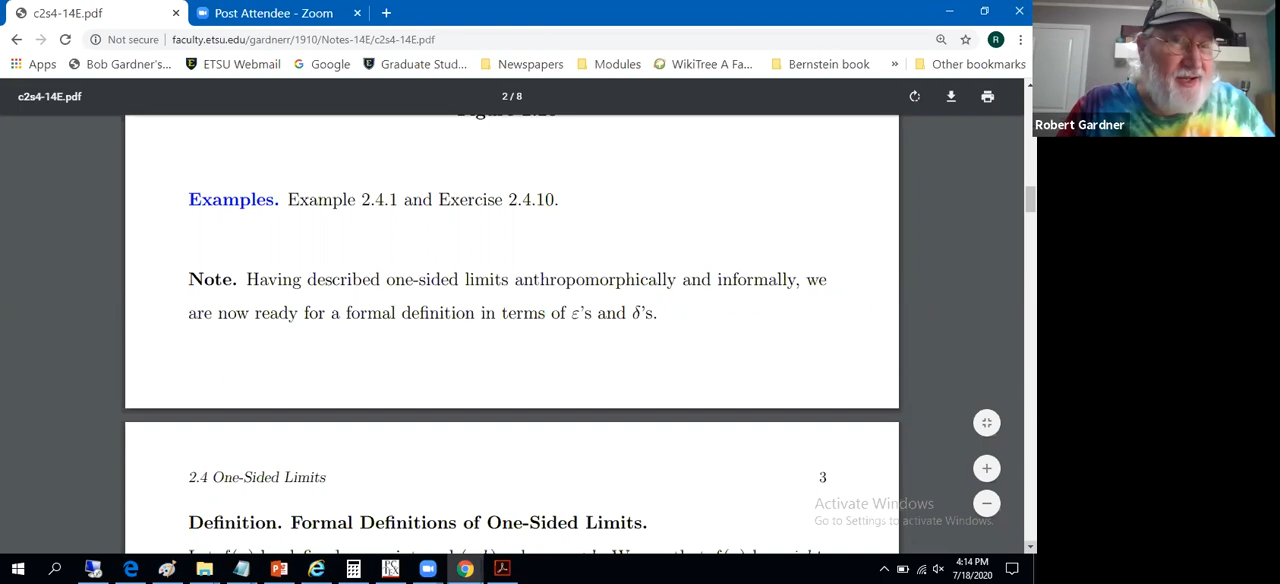 c2s4-14E.pdf
Post Attendee - Zoom
Not secure
faculty.etsu.edu/gardnerr/1910/Notes-14E/c2s4-14E.pdf
R
Apps
Bob Gardner's...
ETSU Webmail
Google
Graduate Stud...
Newspapers
Modules
WikiTree A Fa...
Bernstein book
Other bookmarks
c2s4-14E.pdf
2 / 8
Robert Gardner
Examples. Example 2.4.1 and Exercise 2.4.10.
Note. Having described one-sided limits anthropomorphically and informally, we
are now ready for a formal definition in terms of ε's and δ's.
2.4 One-Sided Limits 3
Activate Windows
Go to Settings to activate Windows.
Definition. Formal Definitions of One-Sided Limits.
4:14 PM
7/18/2020